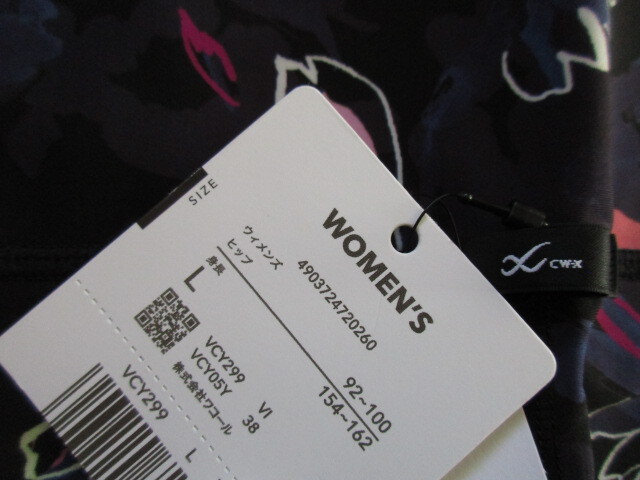 SIZE
WOMEN'S
4903724720260
ウィメンズ
ヒップ 92~100
身長 154~162
L
VCY299 VI
VCY05Y 38
株式会社ワコール
VCY299 L
CW-X